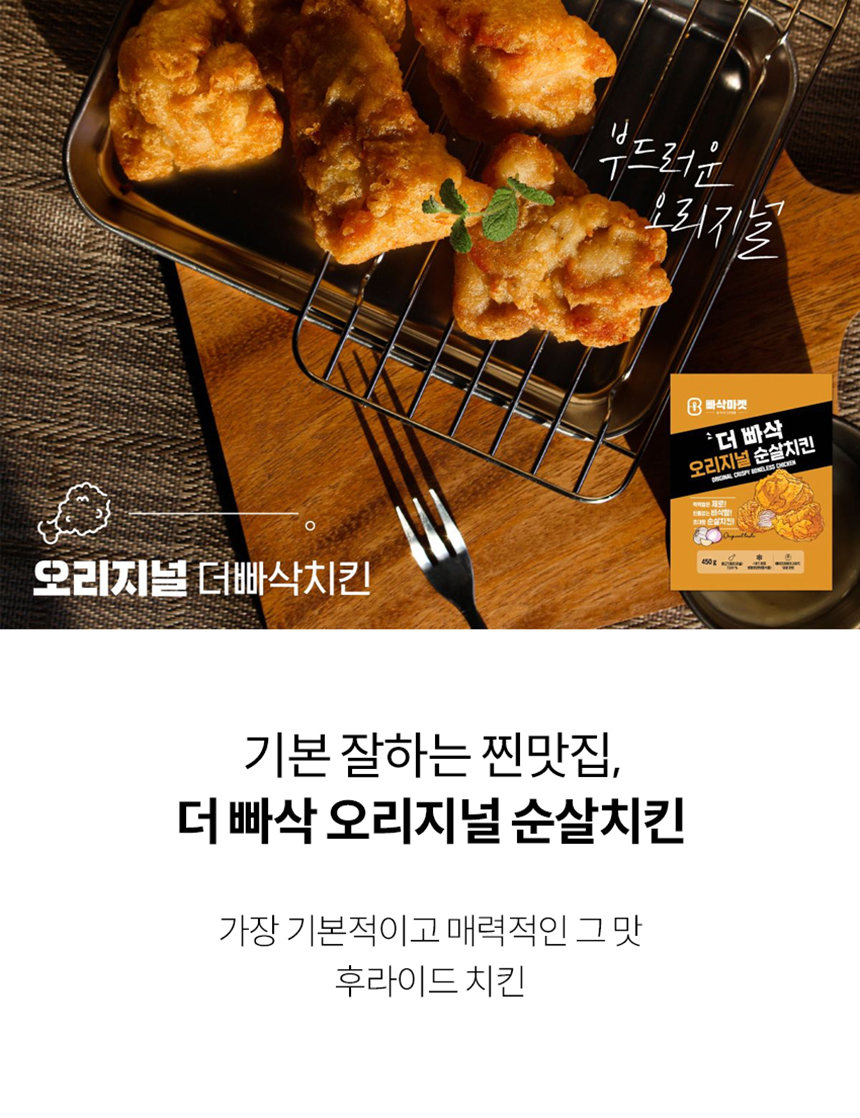 부드러운
오리지널
빠삭마켓
더 빠삭
오리지널 순살치킨
ORIGINAL CRISPY BONELESS CHICKEN
450g
오리지널 더빠삭치킨
기본 잘하는 찐맛집,
더 빠삭 오리지널 순살치킨
가장 기본적이고 매력적인 그 맛
후라이드 치킨